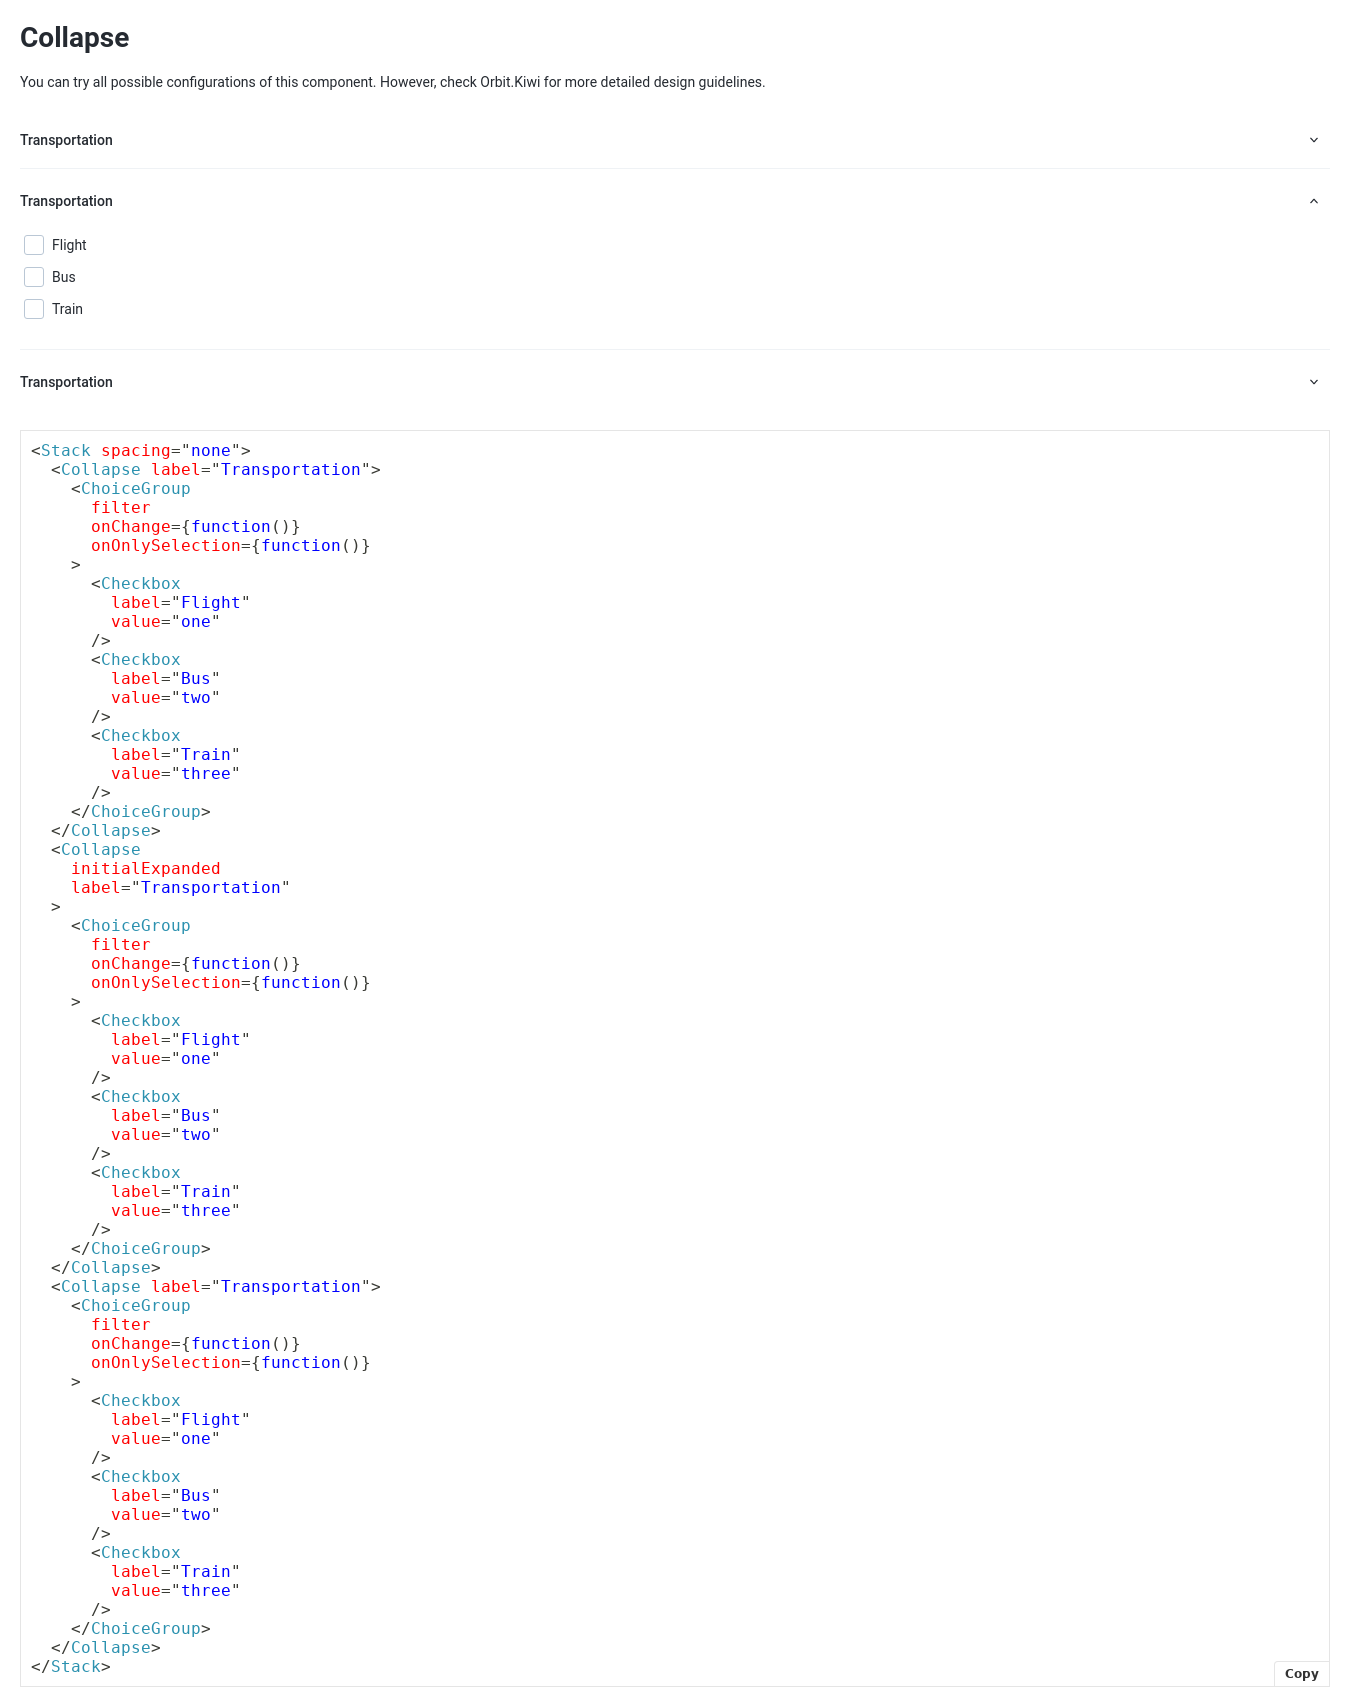 Collapse
You can try all possible configurations of this component. However, check Orbit.Kiwi for more detailed design guidelines.
Transportation
Transportation
Flight
Bus
Train
Transportation
<Stack spacing="none">
  <Collapse label="Transportation">
    <ChoiceGroup
      filter
      onChange={function()}
      onOnlySelection={function()}
    >
      <Checkbox
        label="Flight"
        value="one"
      />
      <Checkbox
        label="Bus"
        value="two"
      />
      <Checkbox
        label="Train"
        value="three"
      />
    </ChoiceGroup>
  </Collapse>
  <Collapse
    initialExpanded
    label="Transportation"
  >
    <ChoiceGroup
      filter
      onChange={function()}
      onOnlySelection={function()}
    >
      <Checkbox
        label="Flight"
        value="one"
      />
      <Checkbox
        label="Bus"
        value="two"
      />
      <Checkbox
        label="Train"
        value="three"
      />
    </ChoiceGroup>
  </Collapse>
  <Collapse label="Transportation">
    <ChoiceGroup
      filter
      onChange={function()}
      onOnlySelection={function()}
    >
      <Checkbox
        label="Flight"
        value="one"
      />
      <Checkbox
        label="Bus"
        value="two"
      />
      <Checkbox
        label="Train"
        value="three"
      />
    </ChoiceGroup>
  </Collapse>
</Stack>
Copy